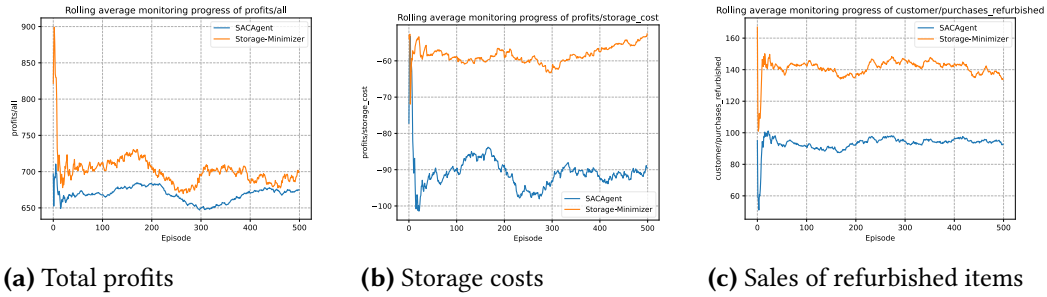 Rolling average monitoring progress of profits/all
SACAgent
Storage-Minimizer
profits/all
900
850
800
750
700
650
0 100 200 300 400 500
Episode
(a) Total profits
Rolling average monitoring progress of profits/storage_cost
profits/storage_cost
−60
−70
−80
−90
−100
SACAgent
Storage-Minimizer
0 100 200 300 400 500
Episode
(b) Storage costs
Rolling average monitoring progress of customer/purchases_refurbished
SACAgent
Storage-Minimizer
customer/purchases_refurbished
160
140
120
100
80
60
0 100 200 300 400 500
Episode
(c) Sales of refurbished items